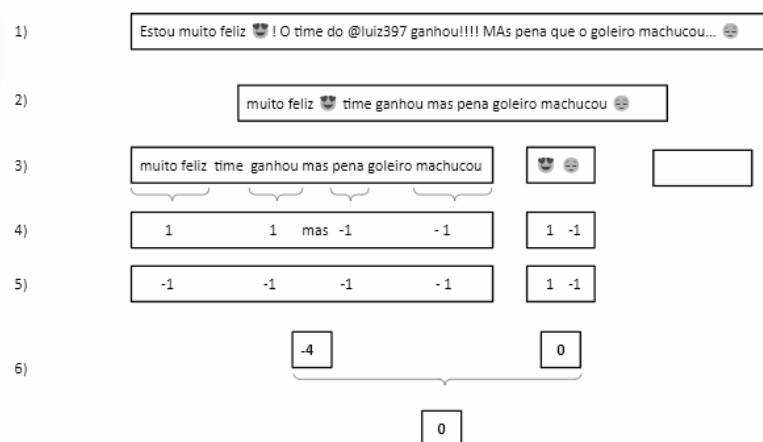 1) Estou muito feliz 😍 ! O time do @luiz397 ganhou!!!! MAs pena que o goleiro machucou... 😔
2) muito feliz 😍 time ganhou mas pena goleiro machucou 😔
3) muito feliz time ganhou mas pena goleiro machucou 😍 😔
4) 1 1 mas -1 - 1 1 -1
5) -1 -1 -1 - 1 1 -1
-4 0
6)
0